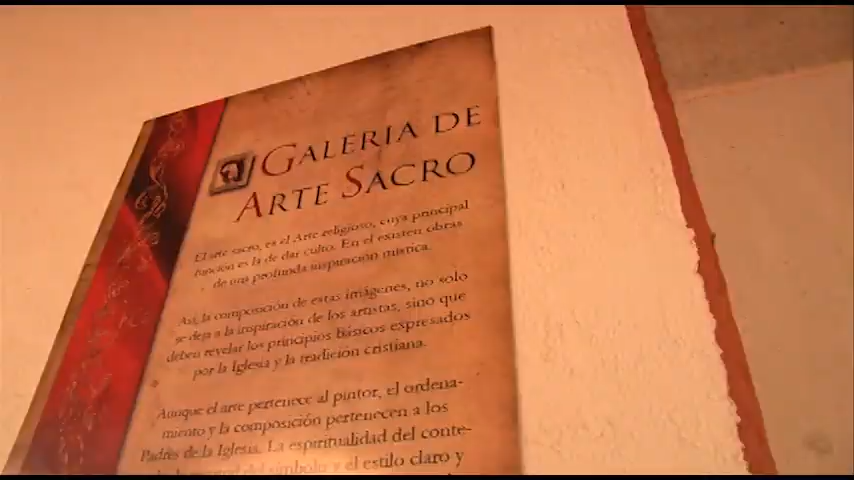 GALERIA DE
ARTE SACRO
El arte sacro, es el Arte religioso, cuya principal
función es la de dar culto. En el existen obras
de una profunda inspiración mística.
Así, la composición de estas imágenes, no solo
se deja a la inspiración de los artistas, sino que
deben revelar los principios básicos expresados
por la Iglesia y la tradición cristiana.
Aunque el arte pertenece al pintor, el ordena-
miento y la composición pertenecen a los
Padres de la Iglesia. La espiritualidad del conte-
símbolo y el estilo claro y